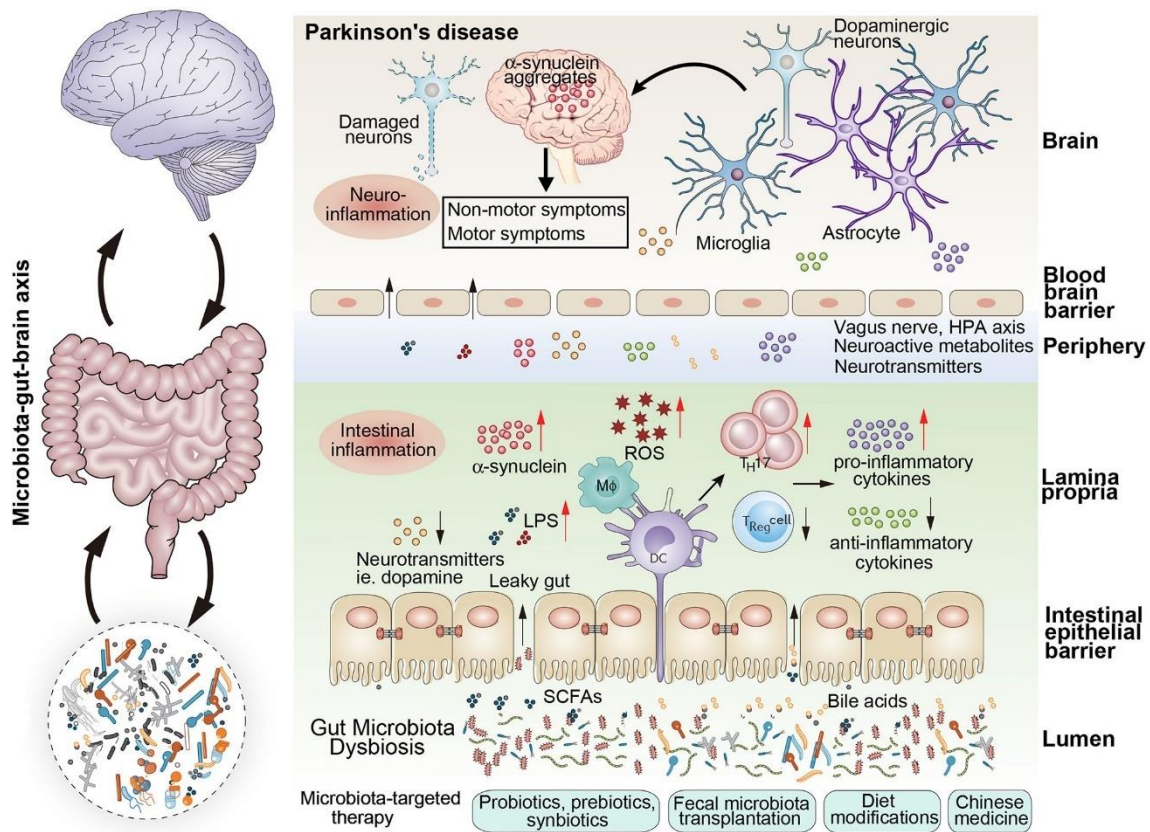 Microbiota-gut-brain axis
Parkinson's disease
α-synuclein
aggregates
Dopaminergic
neurons
Damaged
neurons
Neuro-
inflammation
Non-motor symptoms
Motor symptoms
Microglia
Astrocyte
Brain
Blood
brain
barrier
Vagus nerve, HPA axis
Neuroactive metabolites
Neurotransmitters
Periphery
Intestinal
inflammation
α-synuclein
ROS
TH17
pro-inflammatory
cytokines
Mϕ
LPS
DC
TReg cell
anti-inflammatory
cytokines
Neurotransmitters
ie. dopamine
Leaky gut
Lamina
propria
Intestinal
epithelial
barrier
SCFAs
Bile acids
Gut Microbiota
Dysbiosis
Lumen
Microbiota-targeted
therapy
Probiotics, prebiotics,
synbiotics
Fecal microbiota
transplantation
Diet
modifications
Chinese
medicine